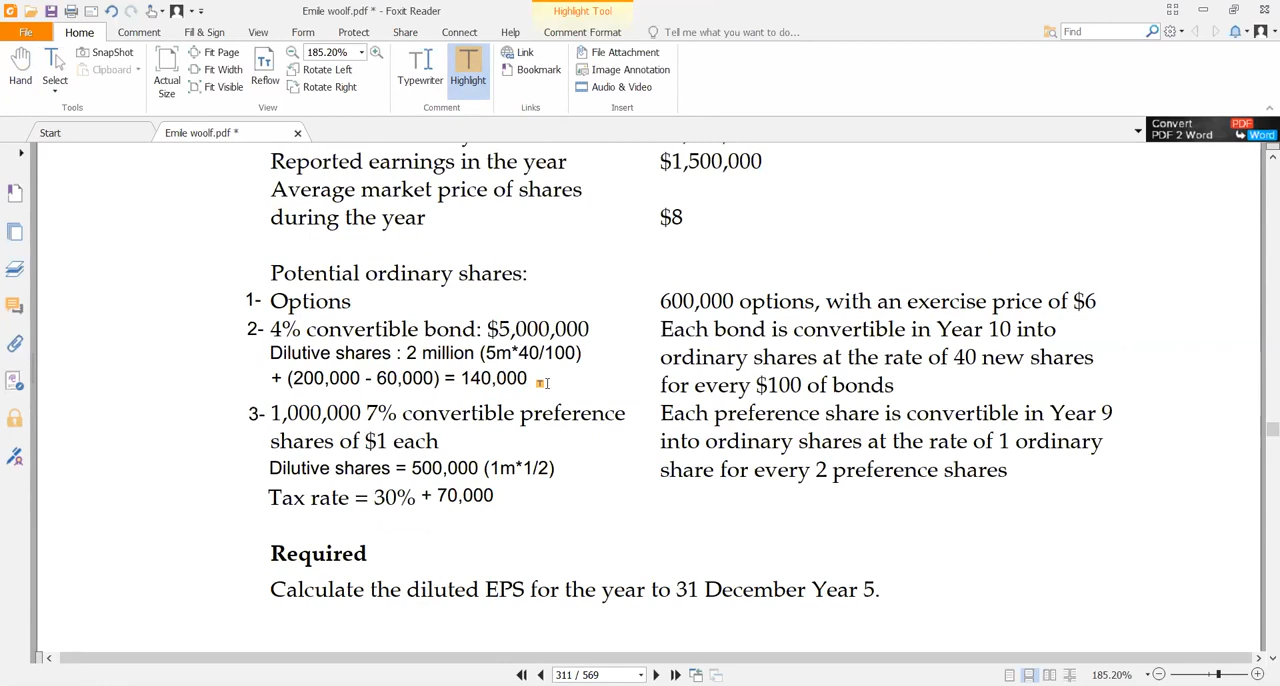 Emile woolf.pdf * - Foxit Reader
Highlight Tool
File Home Comment Fill & Sign View Form Protect Share Connect Help Comment Format Tell me what you want to do... Find
Hand
Select
SnapShot
Clipboard
Tools
Actual Size
Fit Page
Fit Width
Fit Visible
Reflow
185.20%
Rotate Left
Rotate Right
View
Typewriter
Highlight
Comment
Link
Bookmark
Links
File Attachment
Image Annotation
Audio & Video
Insert
Start
Emile woolf.pdf *
Convert PDF
PDF 2 Word Word
Reported earnings in the year $1,500,000
Average market price of shares
during the year $8
Potential ordinary shares:
1- Options 600,000 options, with an exercise price of $6
2- 4% convertible bond: $5,000,000 Each bond is convertible in Year 10 into
Dilutive shares : 2 million (5m*40/100) ordinary shares at the rate of 40 new shares
+ (200,000 - 60,000) = 140,000 for every $100 of bonds
3- 1,000,000 7% convertible preference Each preference share is convertible in Year 9
shares of $1 each into ordinary shares at the rate of 1 ordinary
Dilutive shares = 500,000 (1m*1/2) share for every 2 preference shares
Tax rate = 30% + 70,000
Required
Calculate the diluted EPS for the year to 31 December Year 5.
311 / 569
185.20%